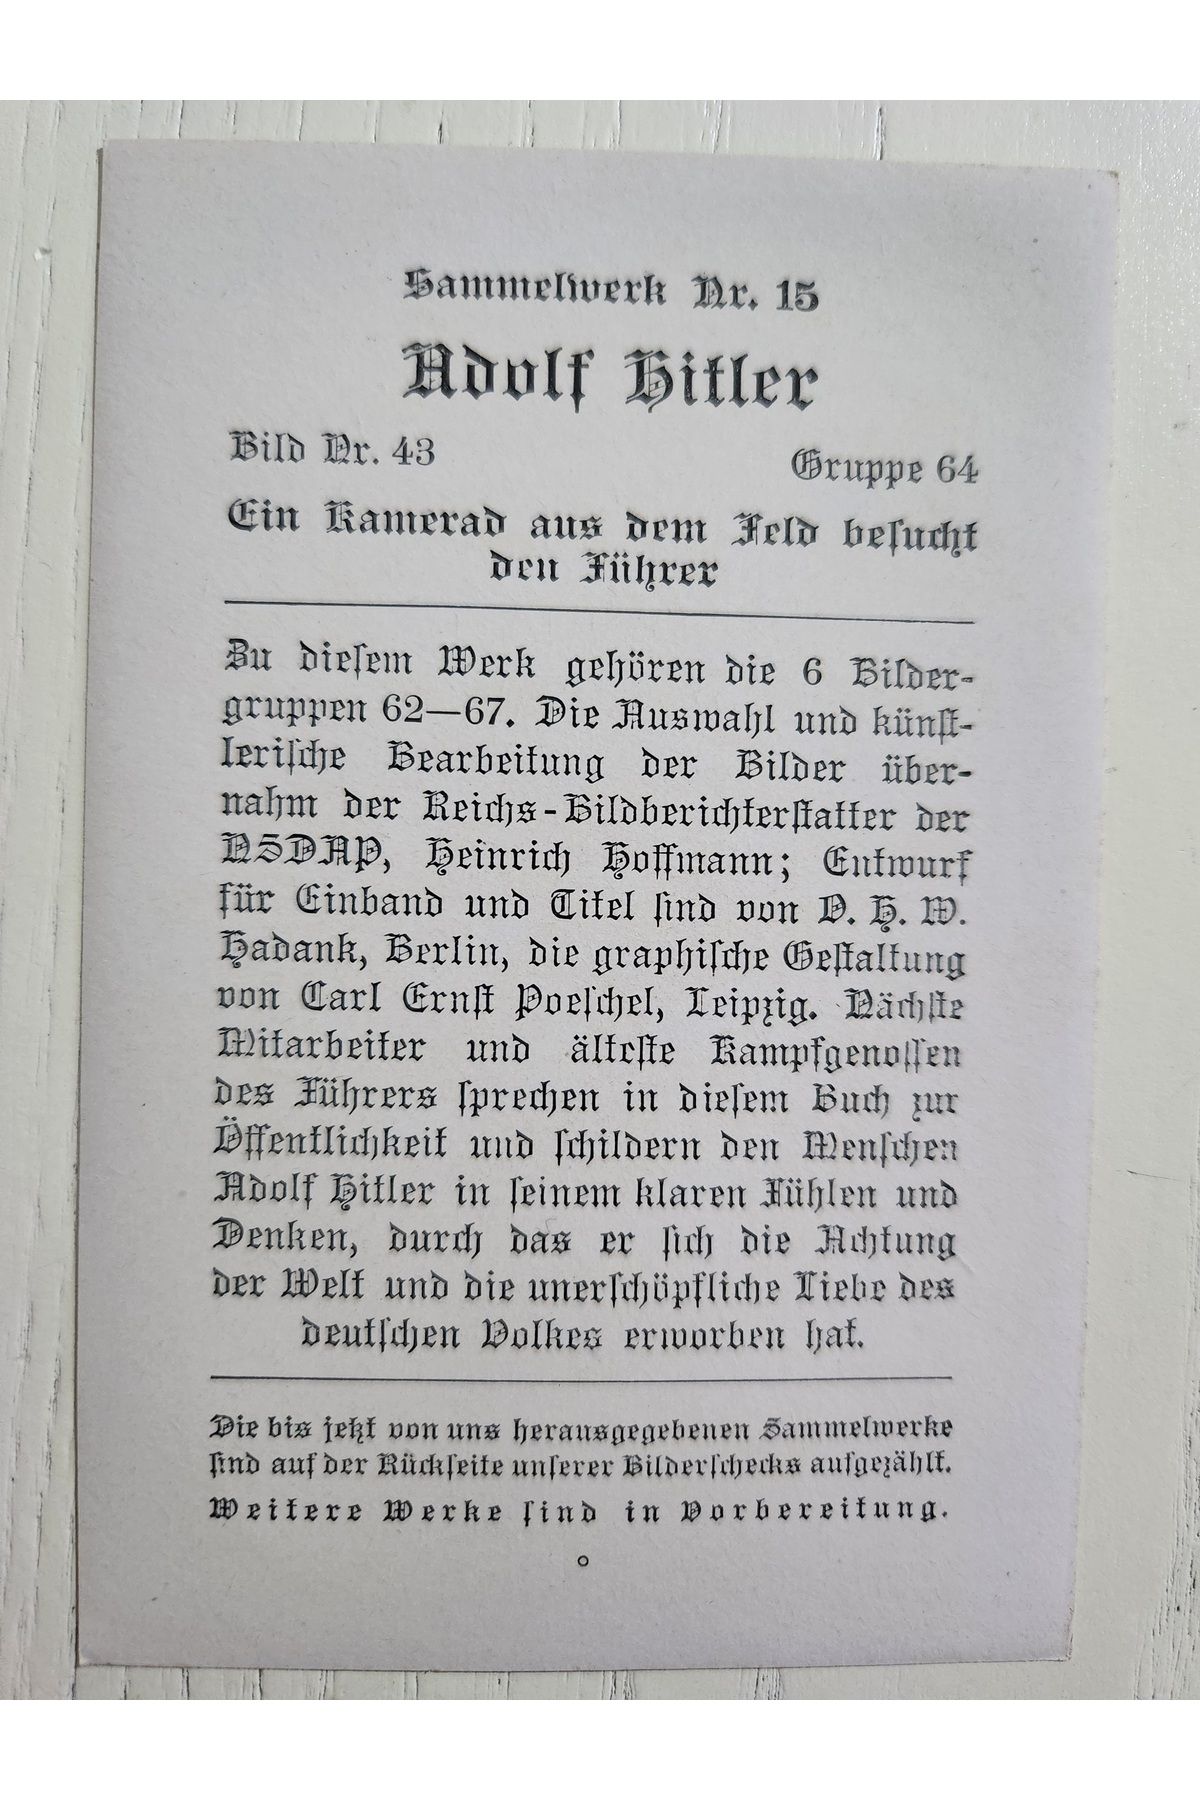 Sammelwerk Nr. 15
Adolf Hitler
Bild Nr. 43
Gruppe 64
Ein Kamerad aus dem Feld beſucht
den Führer
Zu dieſem Werk gehören die 6 Bilder-
gruppen 62—67. Die Auswahl und künſt-
leriſche Bearbeitung der Bilder über-
nahm der Reichs-Bildberichterſtatter der
NSDAP, Heinrich Hoffmann; Entwurf
für Einband und Titel ſind von O. H. W.
Hadank, Berlin, die graphiſche Geſtaltung
von Carl Ernſt Poeſchel, Leipzig. Nächſte
Mitarbeiter und älteſte Kampfgenoſſen
des Führers ſprechen in dieſem Buch zur
Öffentlichkeit und ſchildern den Menſchen
Adolf Hitler in ſeinem klaren Fühlen und
Denken, durch das er ſich die Achtung
der Welt und die unerſchöpfliche Liebe des
deutſchen Volkes erworben hat.
Die bis jetzt von uns herausgegebenen Sammelwerke
ſind auf der Rückſeite unſerer Bilderſchecks aufgezählt.
Weitere Werke ſind in Vorbereitung.